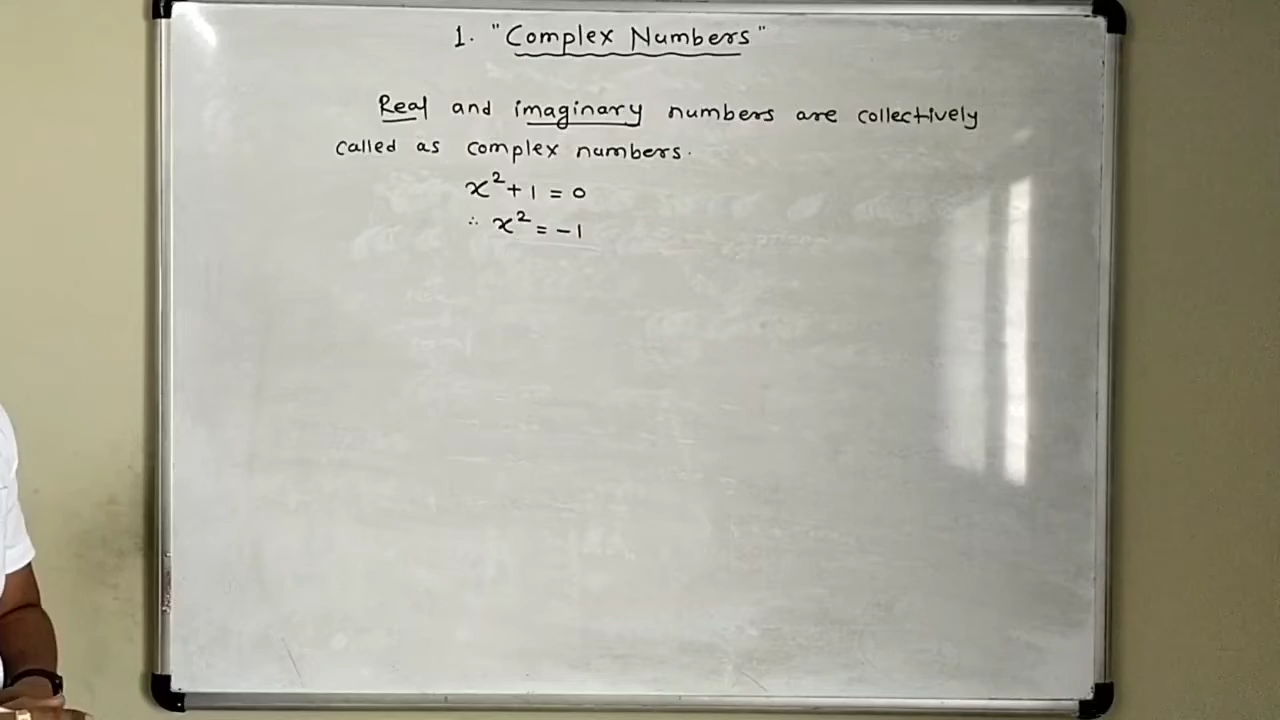 1. "Complex Numbers"
Real and imaginary numbers are collectively
called as complex numbers.
x² + 1 = 0
∴ x² = -1